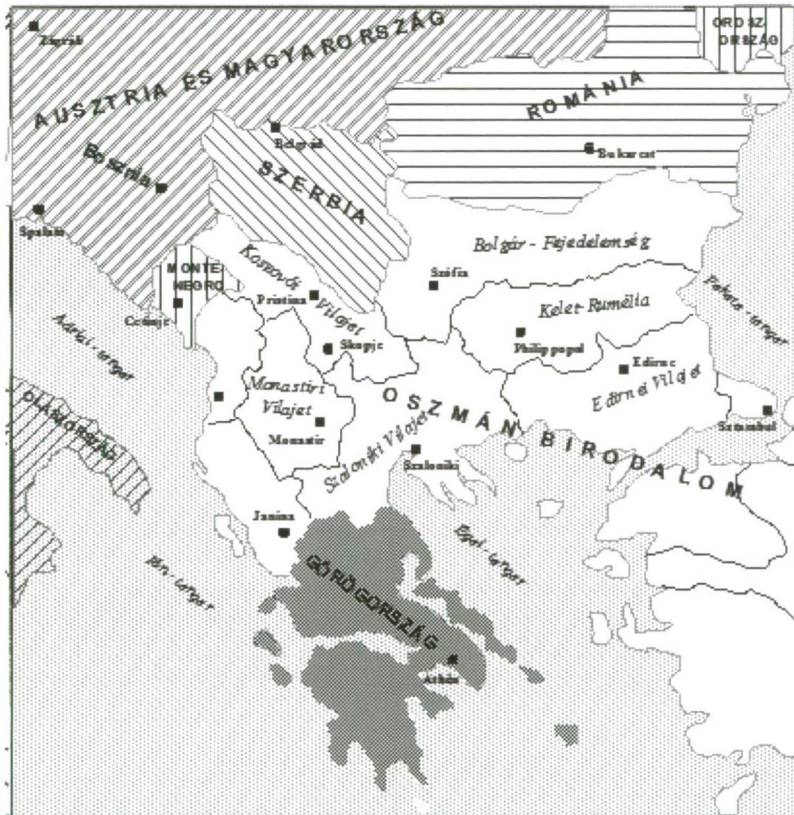 Zágráb
OROSZ-
ORSZÁG
AUSZTRIA ÉS MAGYARORSZÁG
ROMÁNIA
Belgrád
Bukarest
Bosznia
SZERBIA
Spalato
Bolgár - Fejedelemség
MONTE-
NEGRO
Koszovói
Vilajet
Szófia
Fekete-tenger
Pristina
Cetinje
Kelet-Rumélia
Adriai-tenger
Skopje
Philippopol
Edirne
Monastiri
Vilajet
Edirnei Vilajet
OLASZORSZÁG
OSZMÁN BIRODALOM
Sztambul
Monastir
Szaloniki Vilajet
Szaloniki
Janina
Égei-tenger
Jón-tenger
GÖRÖGORSZÁG
Athén